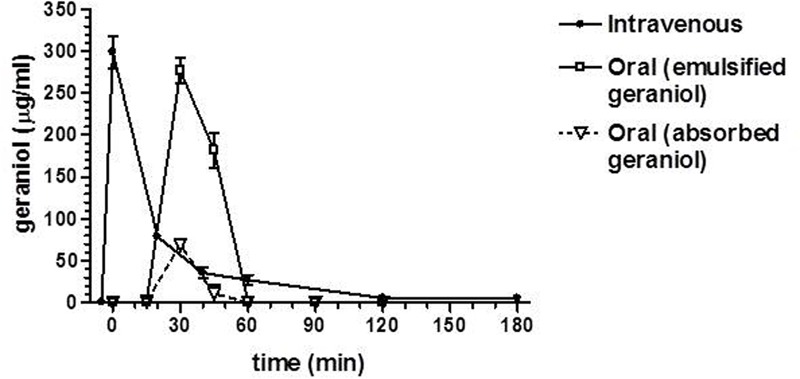 350
300
250
200
150
100
50
0
geraniol (µg/ml)
0 30 60 90 120 150 180
time (min)
Intravenous
Oral (emulsified
geraniol)
Oral (absorbed
geraniol)